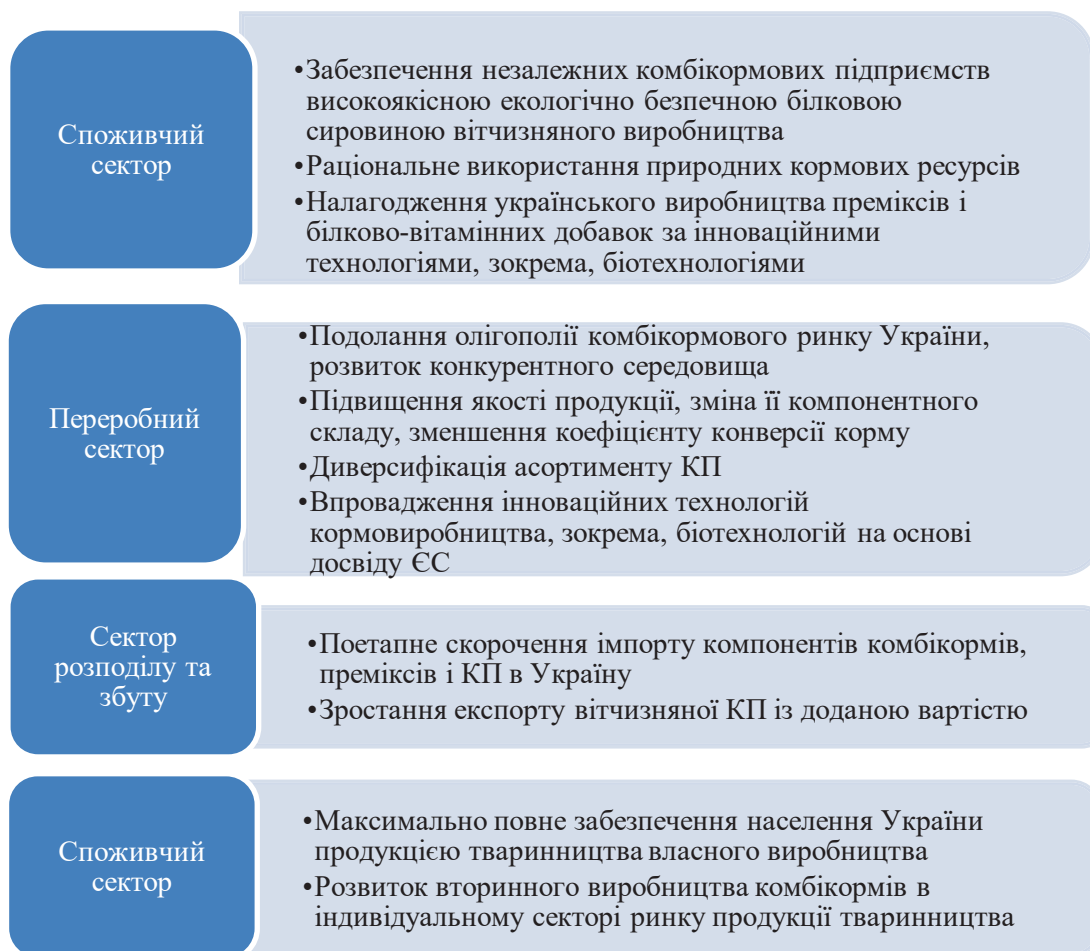 Споживчий
сектор
•Забезпечення незалежних комбікормових підприємств
високоякісною екологічно безпечною білковою
сировиною вітчизняного виробництва
•Раціональне використання природних кормових ресурсів
•Налагодження українського виробництва преміксів і
білково-вітамінних добавок за інноваційними
технологіями, зокрема, біотехнологіями
Переробний
сектор
•Подолання олігополії комбікормового ринку України,
розвиток конкурентного середовища
•Підвищення якості продукції, зміна її компонентного
складу, зменшення коефіцієнту конверсії корму
•Диверсифікація асортименту КП
•Впровадження інноваційних технологій
кормовиробництва, зокрема, біотехнологій на основі
досвіду ЄС
Сектор
розподілу та
збуту
•Поетапне скорочення імпорту компонентів комбікормів,
преміксів і КП в Україну
•Зростання експорту вітчизняної КП із доданою вартістю
Споживчий
сектор
•Максимально повне забезпечення населення України
продукцією тваринництва власного виробництва
•Розвиток вторинного виробництва комбікормів в
індивідуальному секторі ринку продукції тваринництва